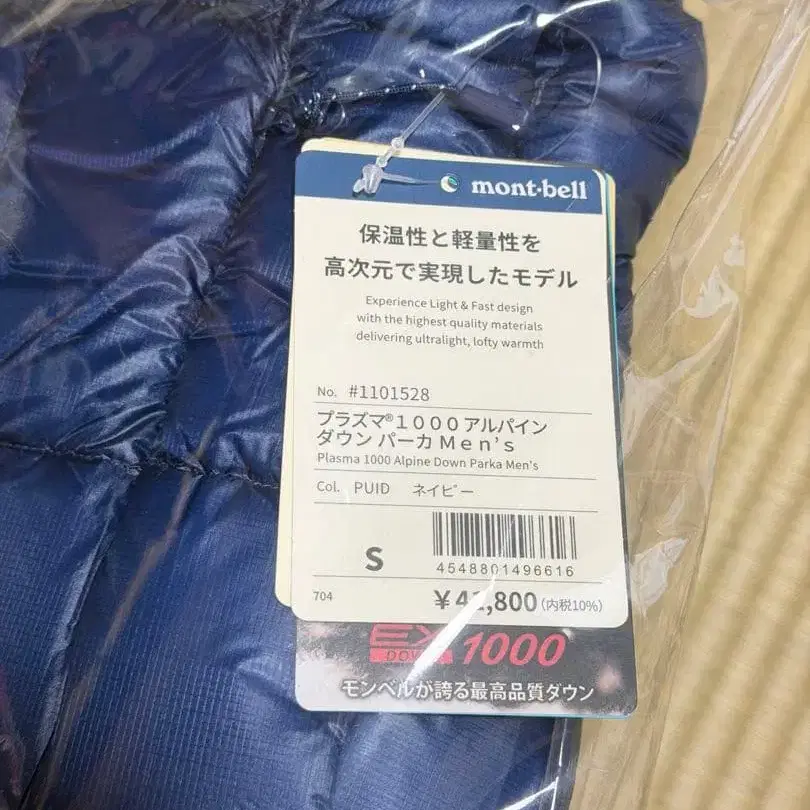 mont-bell
保温性と軽量性を
高次元で実現したモデル
Experience Light & Fast design
with the highest quality materials
delivering ultralight, lofty warmth
No. #1101528
プラズマ®１０００アルパイン
ダウン パーカ Ｍｅｎ’ｓ
Plasma 1000 Alpine Down Parka Men's
Col. PUID ネイビー
S
4548801496616
704
(内税10%)
EX
DOWN
1000
モンベルが誇る最高品質ダウン